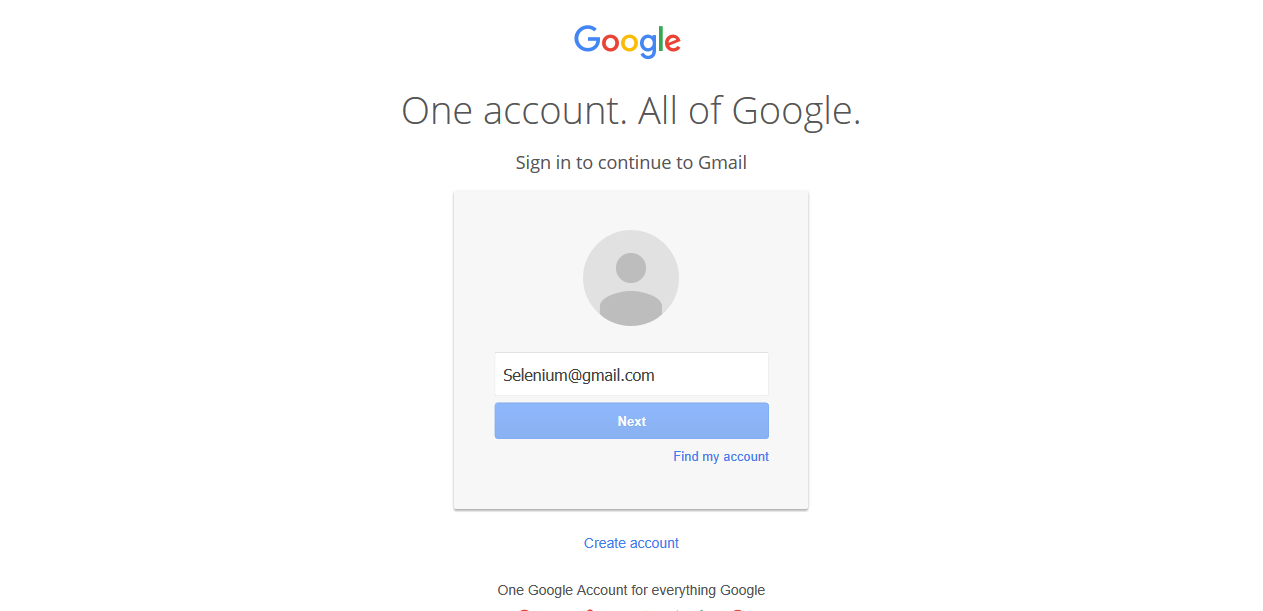 Google
One account. All of Google.
Sign in to continue to Gmail
Selenium@gmail.com
Next
Find my account
Create account
One Google Account for everything Google